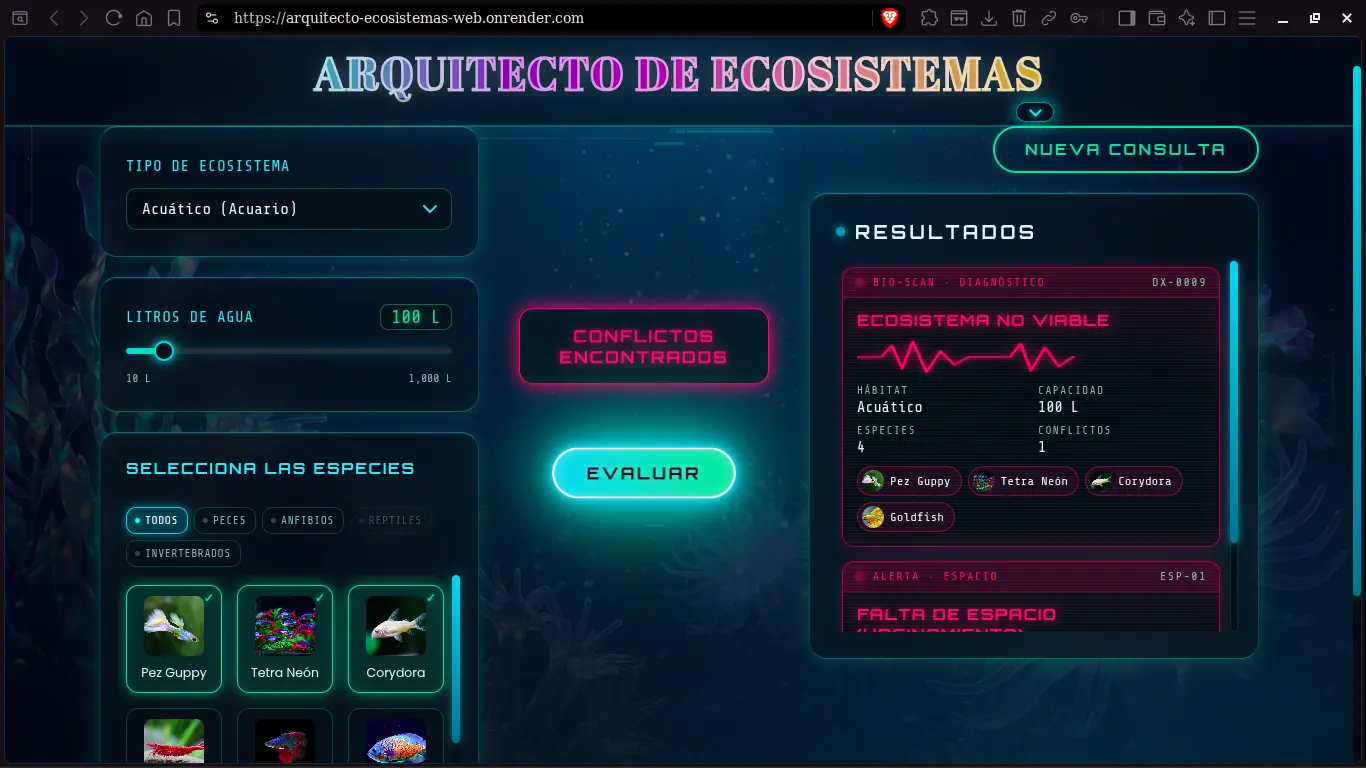 https://arquitecto-ecosistemas-web.onrender.com
ARQUITECTO DE ECOSISTEMAS
TIPO DE ECOSISTEMA
Acuático (Acuario)
LITROS DE AGUA
100 L
10 L
1,000 L
SELECCIONA LAS ESPECIES
TODOS
PECES
ANFIBIOS
REPTILES
INVERTEBRADOS
Pez Guppy
Tetra Neón
Corydora
CONFLICTOS
ENCONTRADOS
EVALUAR
NUEVA CONSULTA
RESULTADOS
BIO-SCAN · DIAGNÓSTICO
DX-0009
ECOSISTEMA NO VIABLE
HÁBITAT
Acuático
CAPACIDAD
100 L
ESPECIES
4
CONFLICTOS
1
Pez Guppy
Tetra Neón
Corydora
Goldfish
ALERTA · ESPACIO
ESP-01
FALTA DE ESPACIO